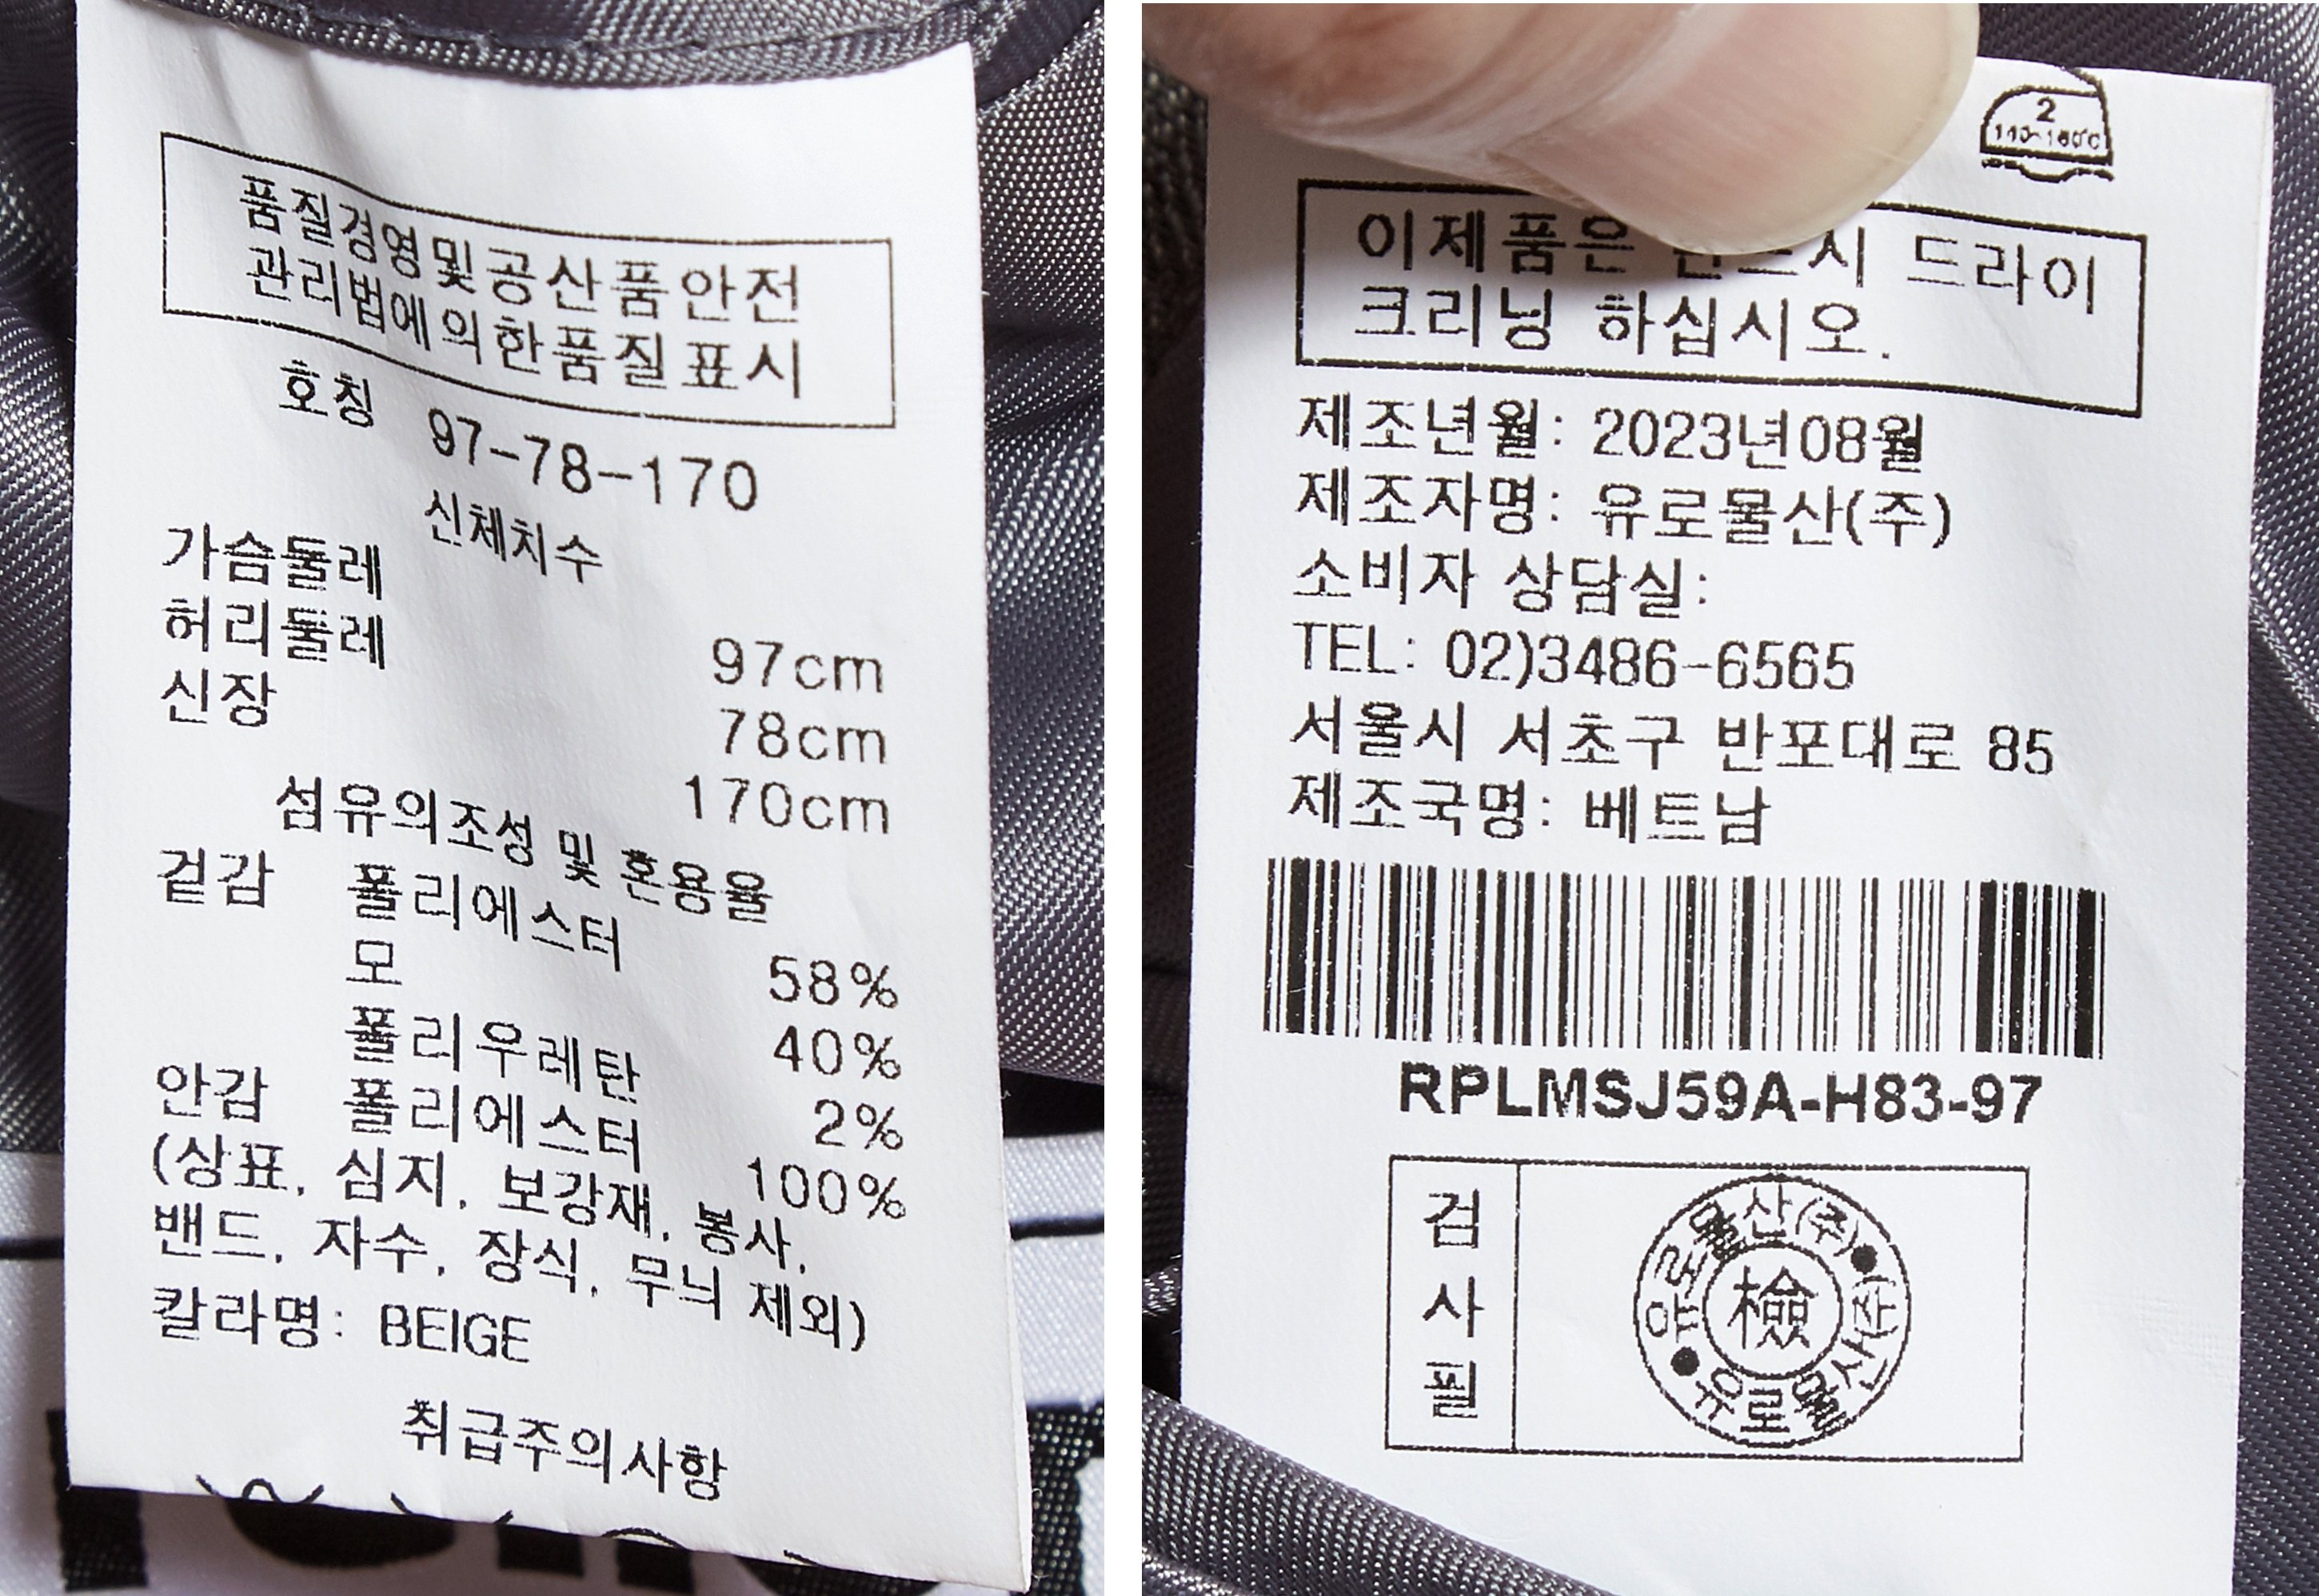 품질경영및공산품안전
관리법에의한품질표시
호칭 97-78-170
신체치수
가슴둘레 97cm
허리둘레 78cm
신장 170cm
섬유의조성 및 혼용율
겉감 폴리에스터 58%
모 40%
폴리우레탄 2%
안감 폴리에스터 100%
(상표, 심지, 보강재, 봉사,
밴드, 자수, 장식, 무늬 제외)
칼라명: BEIGE
취급주의사항
2
140~160℃
이제품은 반드시 드라이
크리닝 하십시오.
제조년월: 2023년08월
제조자명: 유로물산(주)
소비자 상담실:
TEL: 02)3486-6565
서울시 서초구 반포대로 85
제조국명: 베트남
RPLMSJ59A-H83-97
검사필
유로물산(주)
유로물산(주)
檢